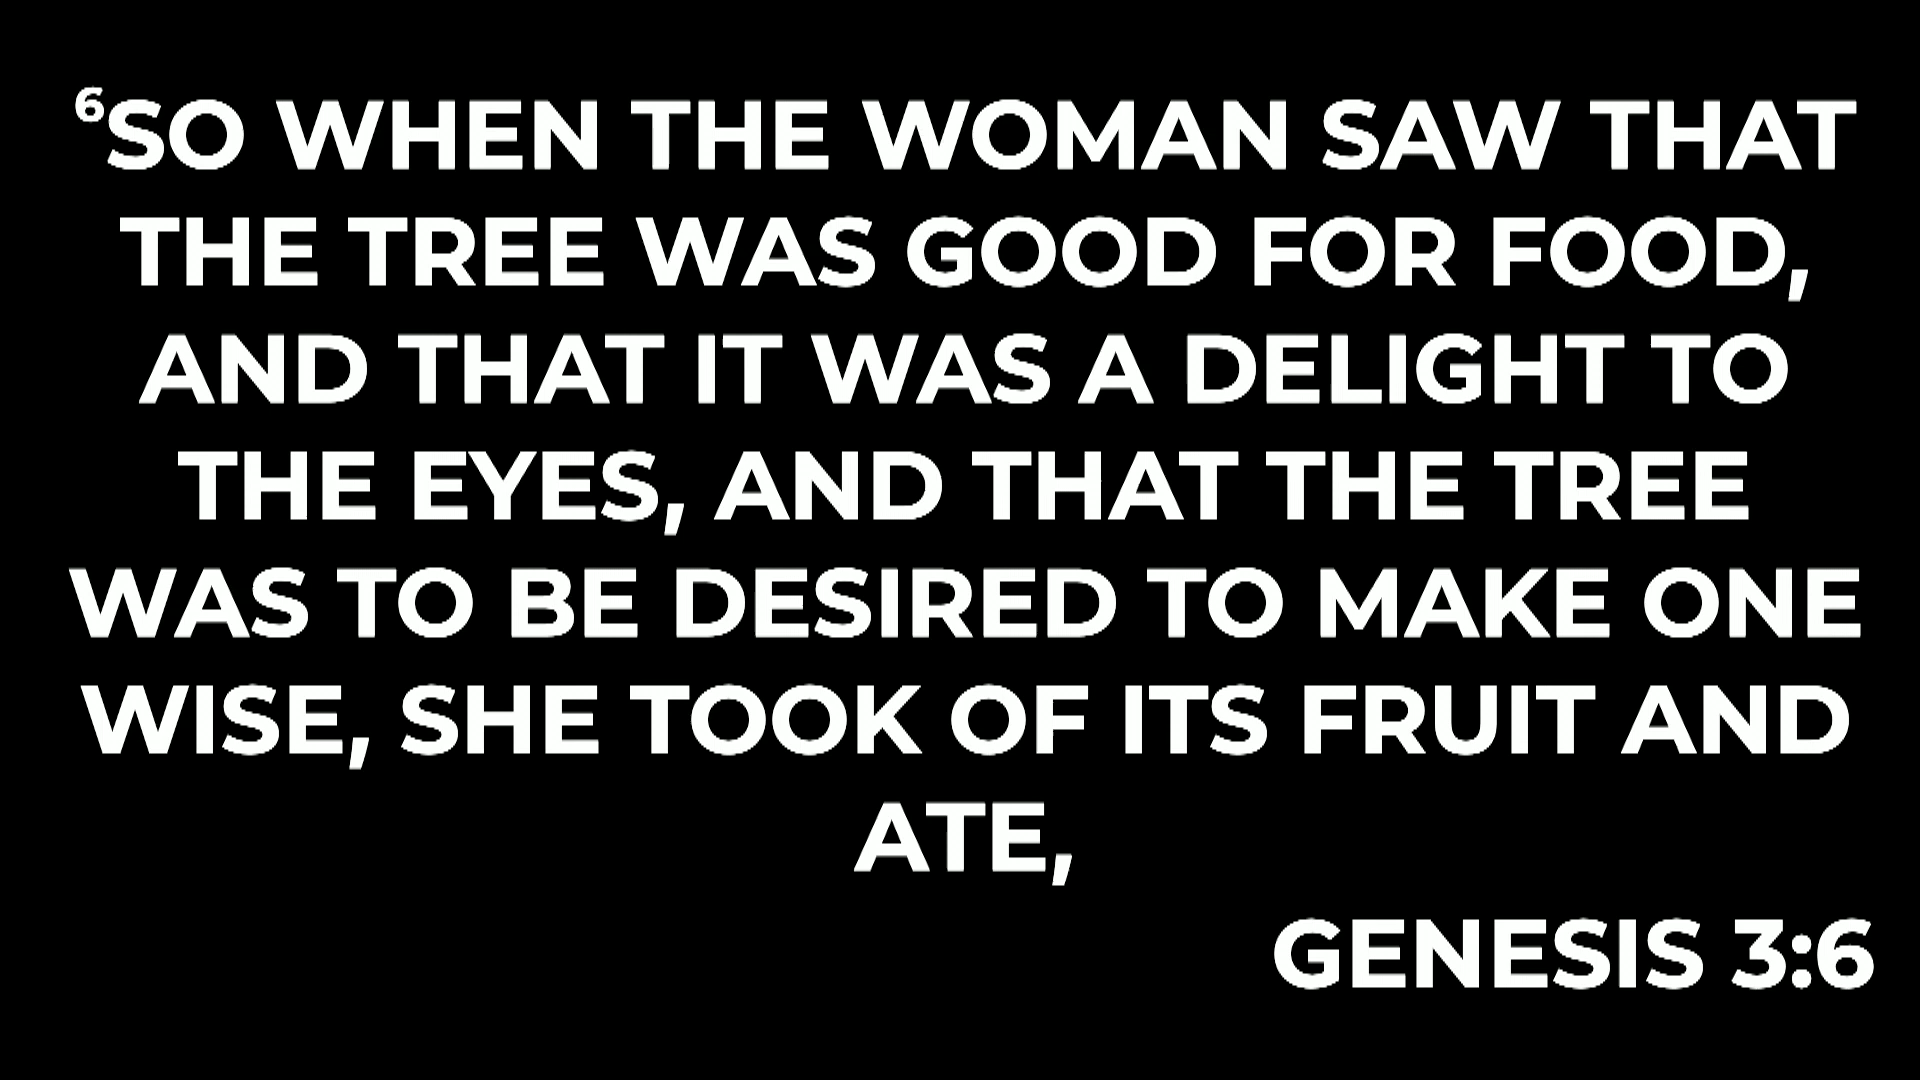 ⁶SO WHEN THE WOMAN SAW THAT
THE TREE WAS GOOD FOR FOOD,
AND THAT IT WAS A DELIGHT TO
THE EYES, AND THAT THE TREE
WAS TO BE DESIRED TO MAKE ONE
WISE, SHE TOOK OF ITS FRUIT AND
ATE,
GENESIS 3:6